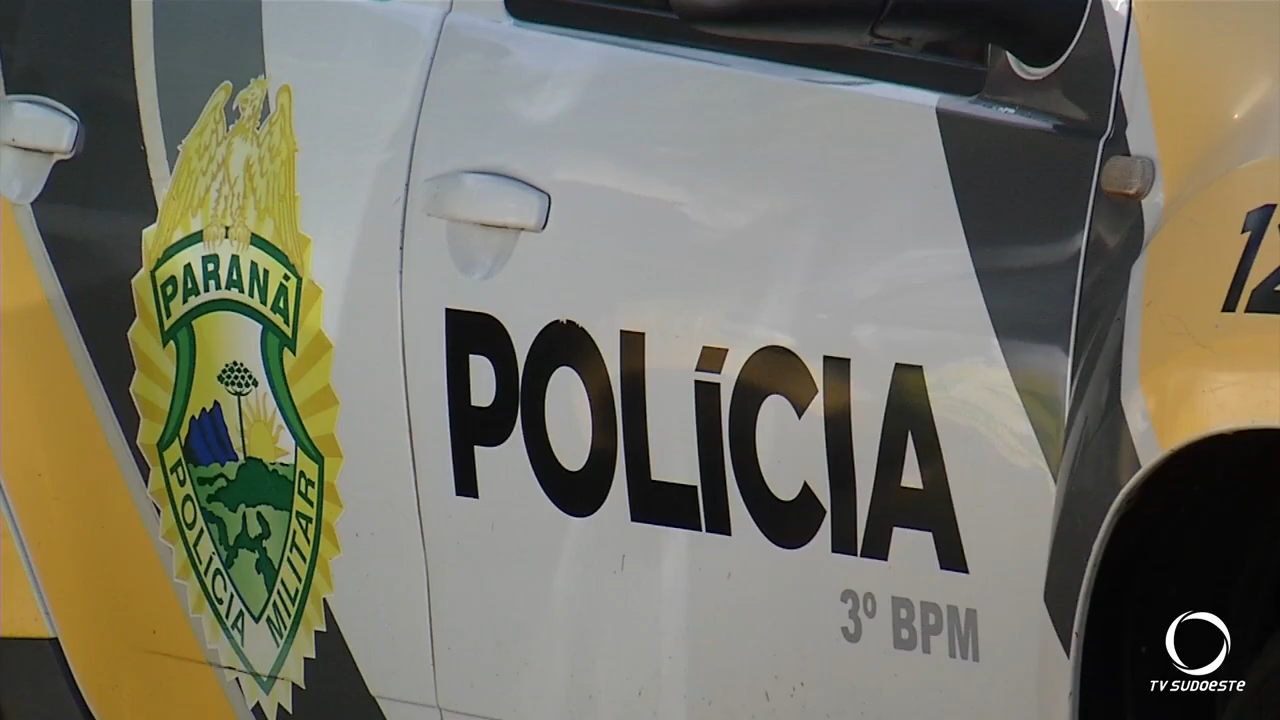 PARANÁ
POLÍCIA MILITAR
POLÍCIA
3º BPM
TV SUDOESTE